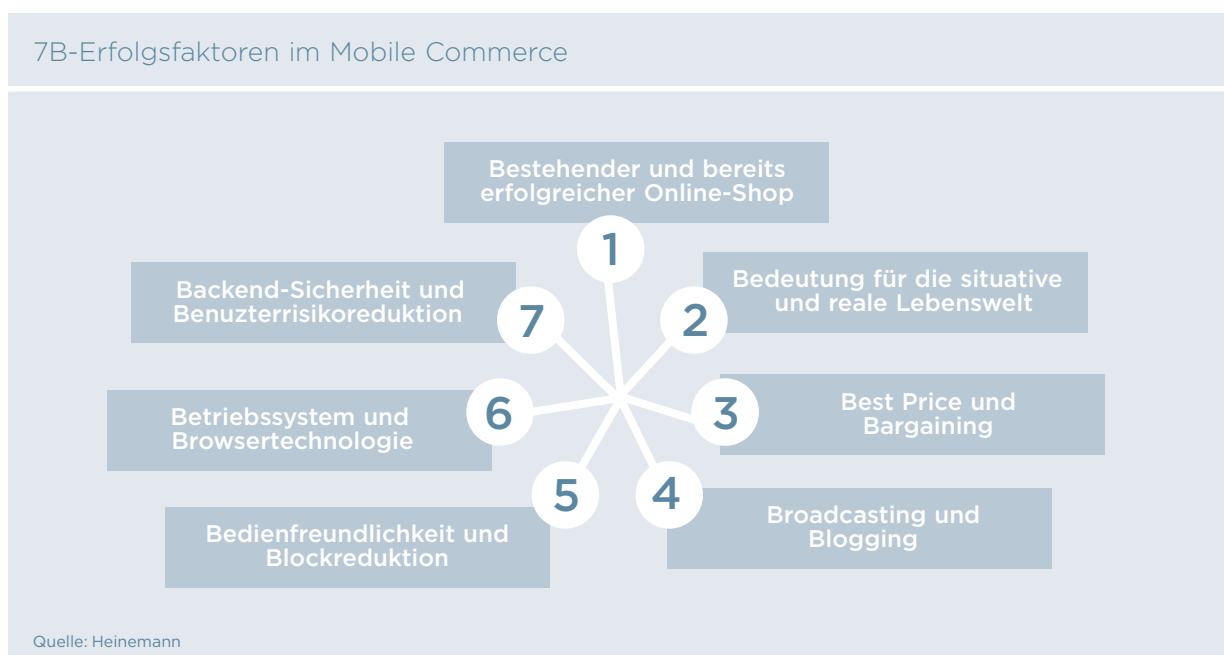 7B-Erfolgsfaktoren im Mobile Commerce
Bestehender und bereits
erfolgreicher Online-Shop
1
Bedeutung für die situative
und reale Lebenswelt
2
Best Price und
Bargaining
3
Broadcasting und
Blogging
4
Bedienfreundlichkeit und
Blockreduktion
5
Betriebssystem und
Browsertechnologie
6
Backend-Sicherheit und
Benuzterrisikoreduktion
7
Quelle: Heinemann